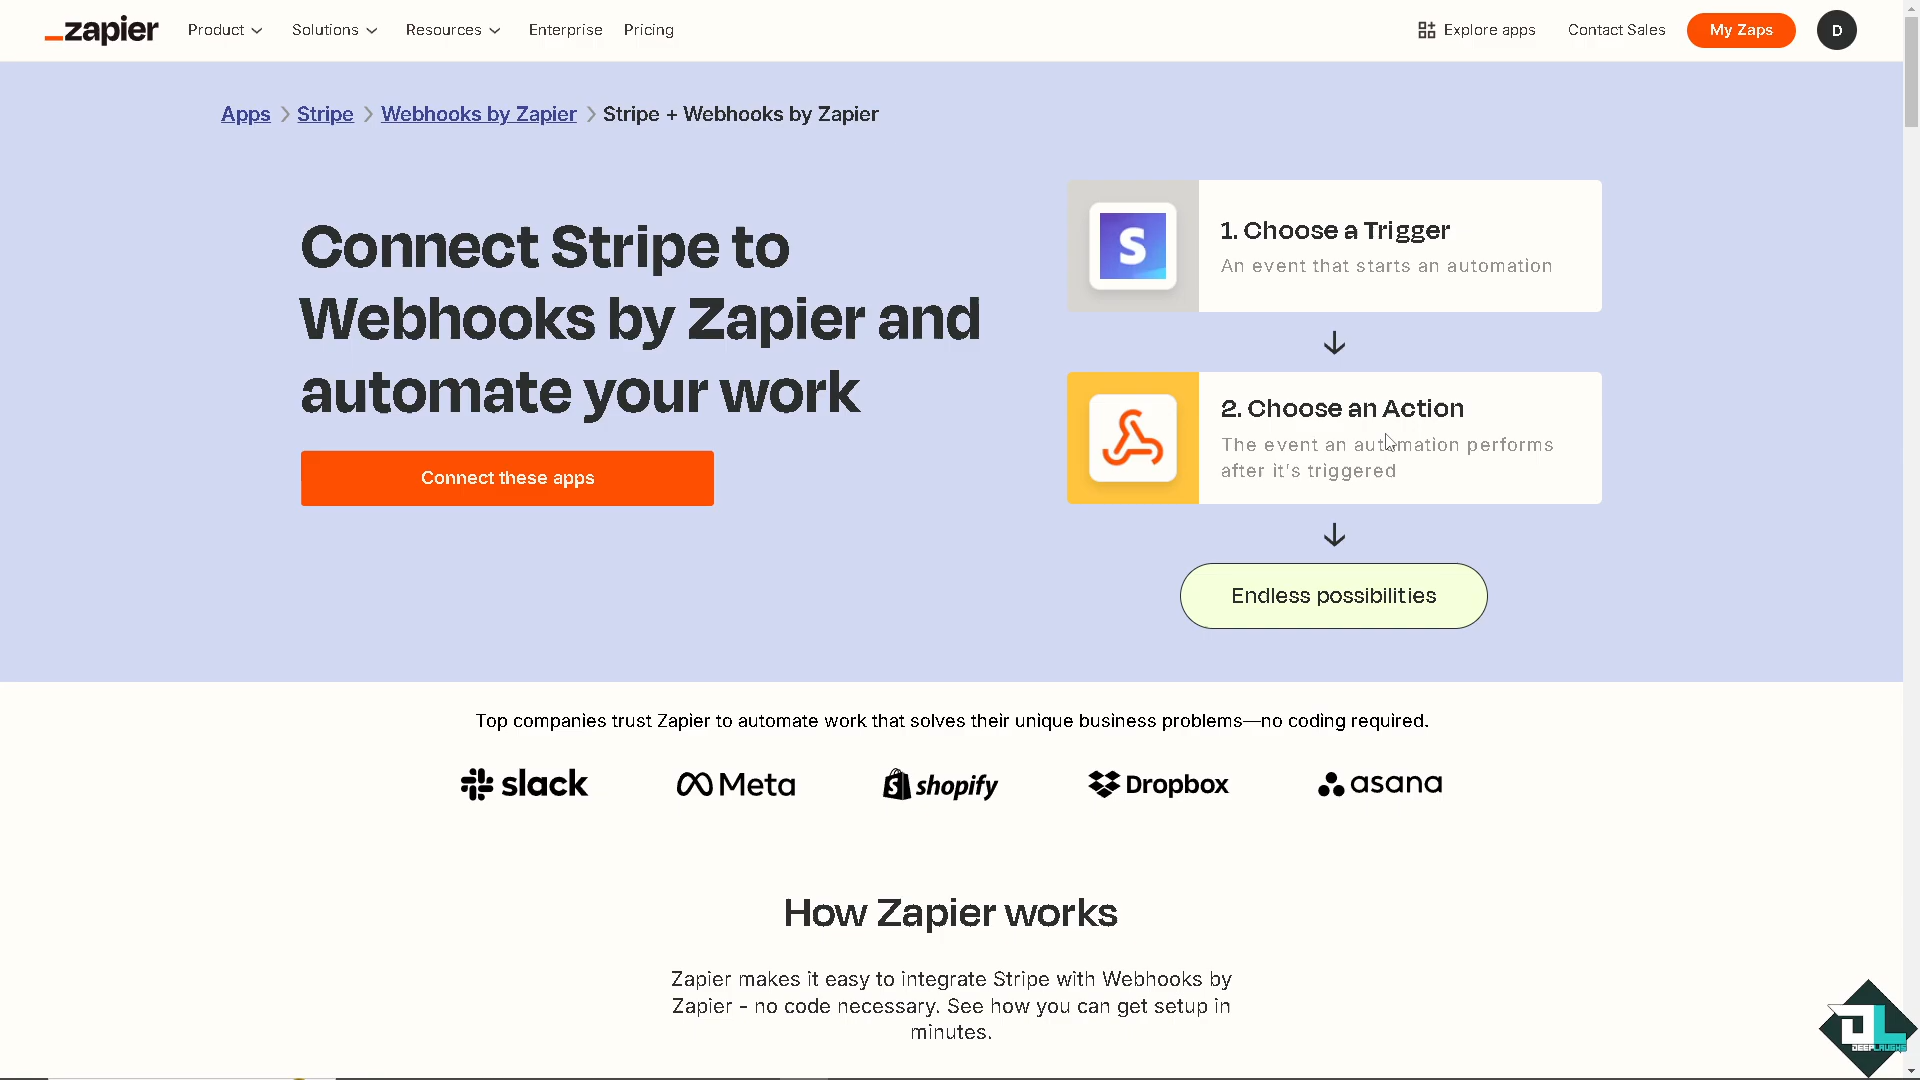 zapier
Product
Solutions
Resources
Enterprise
Pricing
Explore apps
Contact Sales
My Zaps
D
Apps > Stripe > Webhooks by Zapier > Stripe + Webhooks by Zapier
Connect Stripe to
Webhooks by Zapier and
automate your work
Connect these apps
S
1. Choose a Trigger
An event that starts an automation
2. Choose an Action
The event an automation performs
after it's triggered
Endless possibilities
Top companies trust Zapier to automate work that solves their unique business problems—no coding required.
slack
Meta
shopify
Dropbox
asana
How Zapier works
Zapier makes it easy to integrate Stripe with Webhooks by
Zapier - no code necessary. See how you can get setup in
minutes.
DL
DEEPLAUGHS